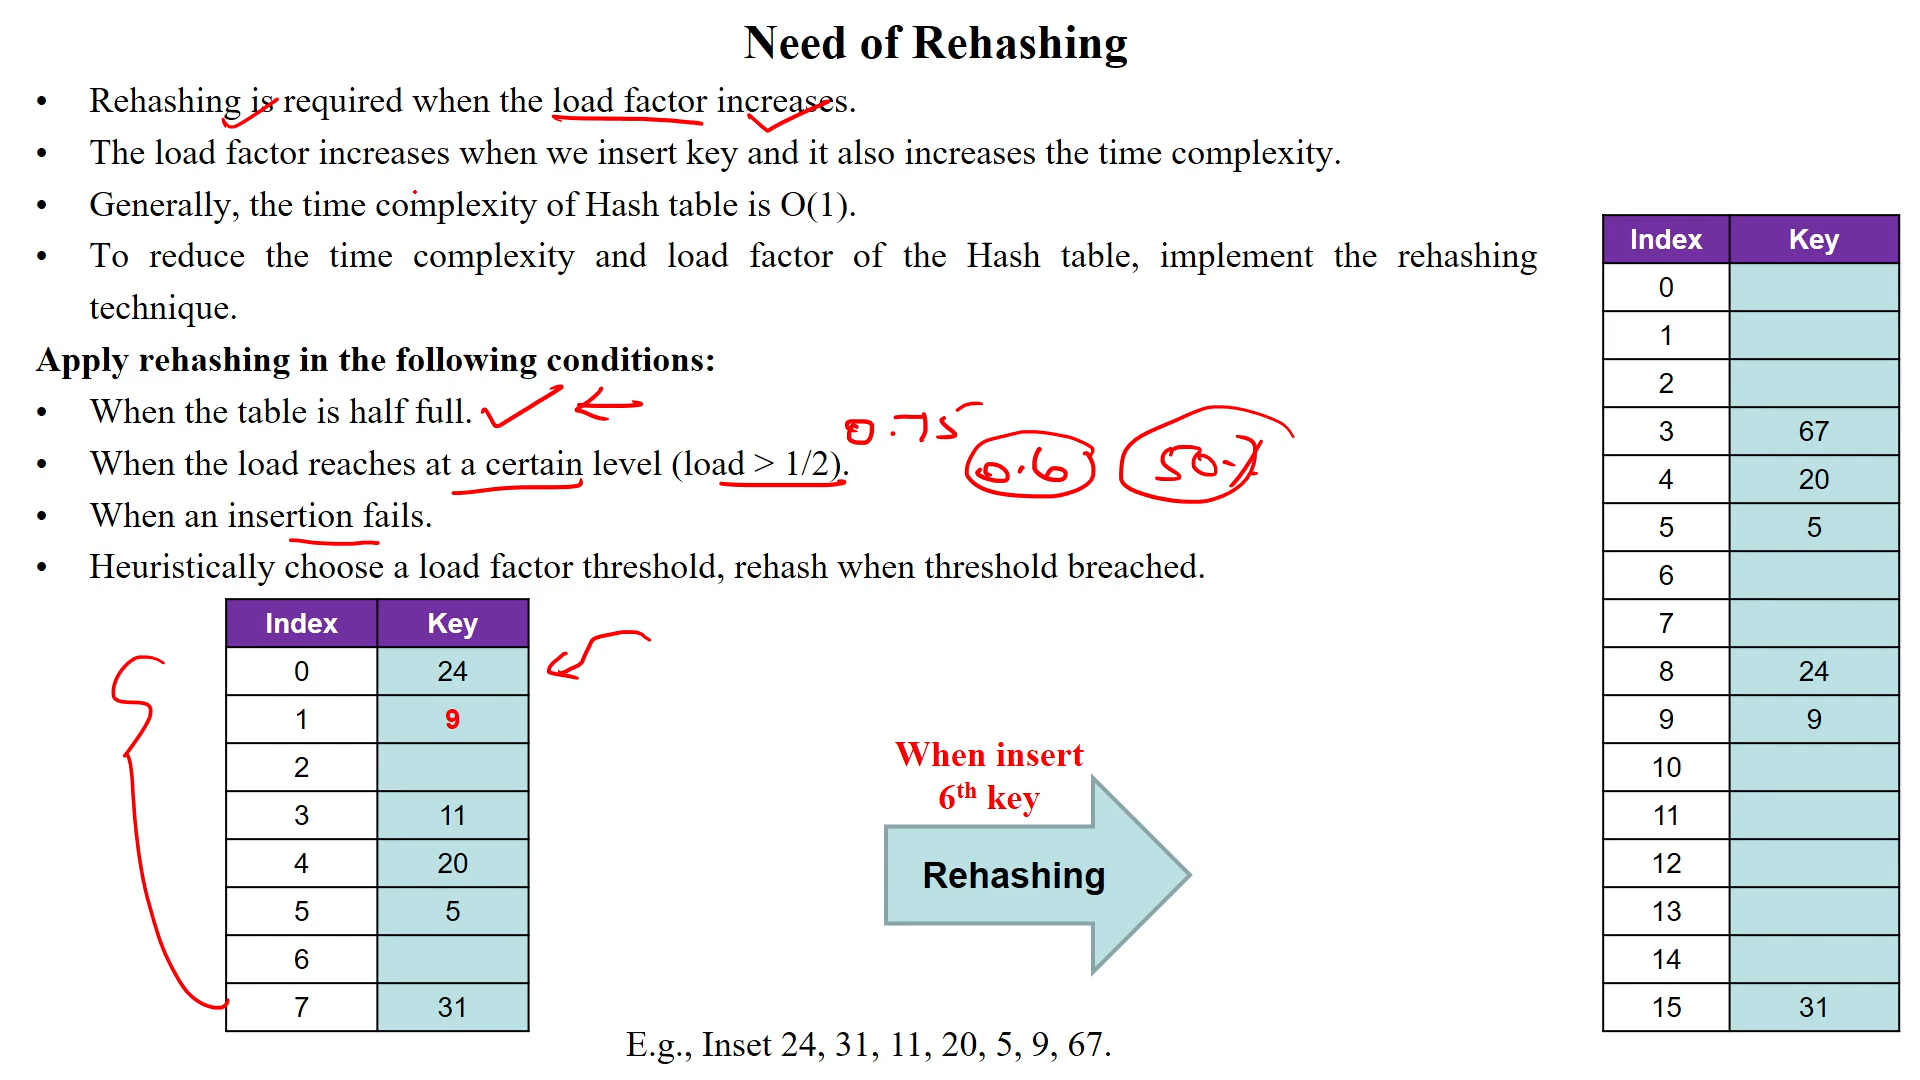 Need of Rehashing
• Rehashing is required when the load factor increases.
• The load factor increases when we insert key and it also increases the time complexity.
• Generally, the time complexity of Hash table is O(1).
• To reduce the time complexity and load factor of the Hash table, implement the rehashing
technique.
Apply rehashing in the following conditions:
• When the table is half full.
• When the load reaches at a certain level (load > 1/2). 0.75 0.6 50%
• When an insertion fails.
• Heuristically choose a load factor threshold, rehash when threshold breached.
Index Key
0 24
1 9
2
3 11
4 20
5 5
6
7 31
When insert
6th key
Rehashing
E.g., Inset 24, 31, 11, 20, 5, 9, 67.
Index Key
0
1
2
3 67
4 20
5 5
6
7
8 24
9 9
10
11
12
13
14
15 31